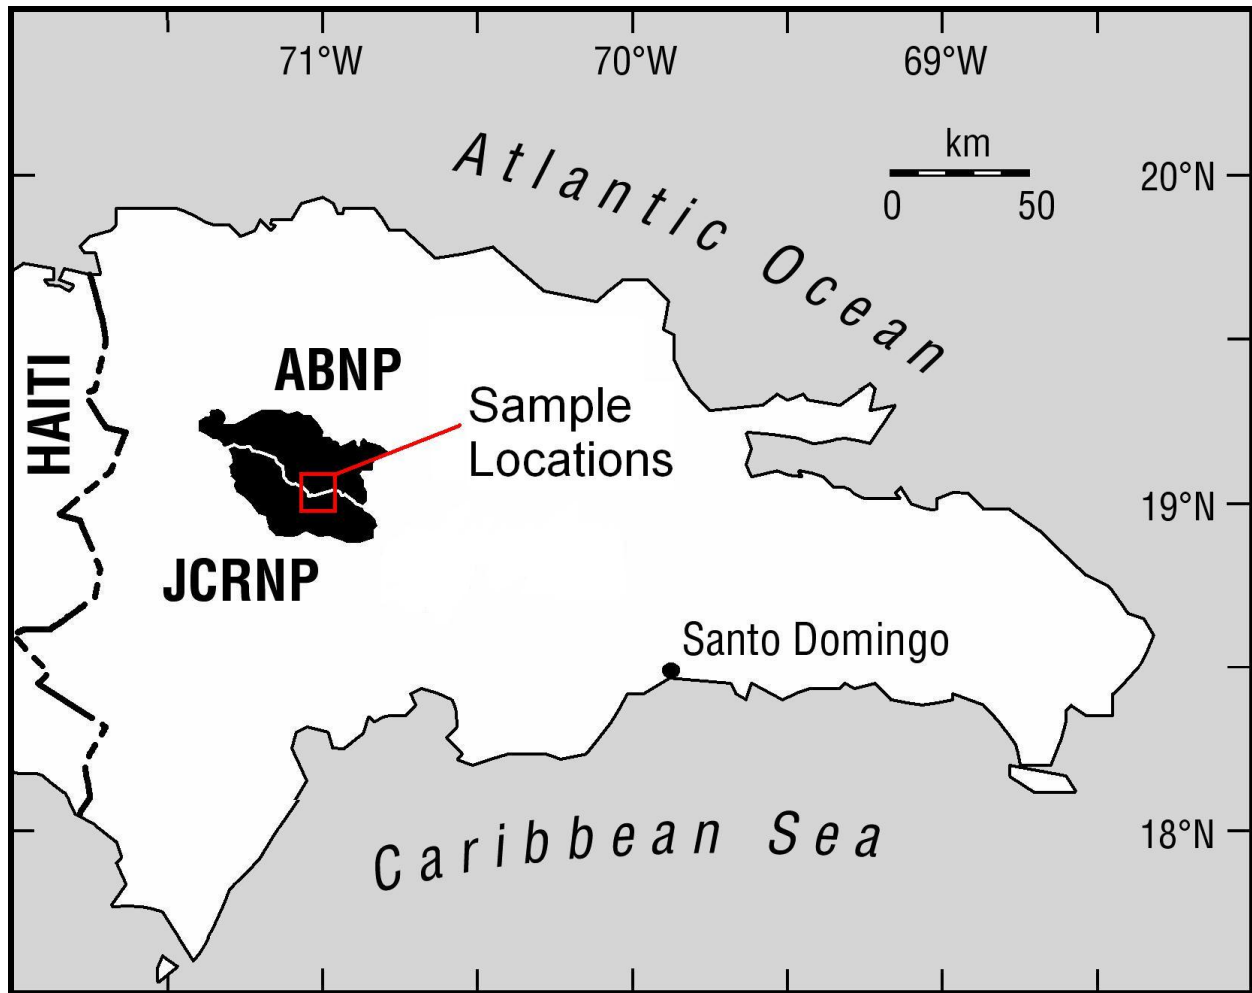 71°W 70°W 69°W
Atlantic Ocean
km
0 50
20°N
HAITI
ABNP
Sample
Locations
19°N
JCRNP
Santo Domingo
18°N
Caribbean Sea